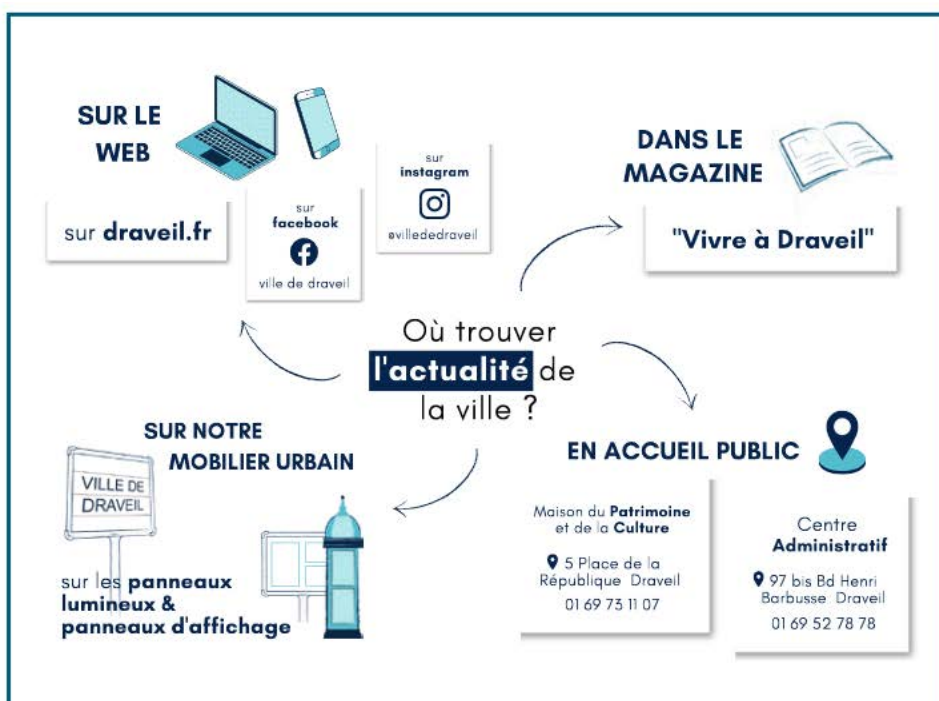 SUR LE
WEB
sur draveil.fr
sur
facebook
ville de draveil
sur
instagram
@villededraveil
DANS LE
MAGAZINE
"Vivre à Draveil"
Où trouver
l'actualité de
la ville ?
SUR NOTRE
MOBILIER URBAIN
VILLE DE
DRAVEIL
sur les panneaux
lumineux &
panneaux d'affichage
EN ACCUEIL PUBLIC
Maison du Patrimoine
et de la Culture
5 Place de la
République Draveil
01 69 73 11 07
Centre
Administratif
97 bis Bd Henri
Barbusse Draveil
01 69 52 78 78